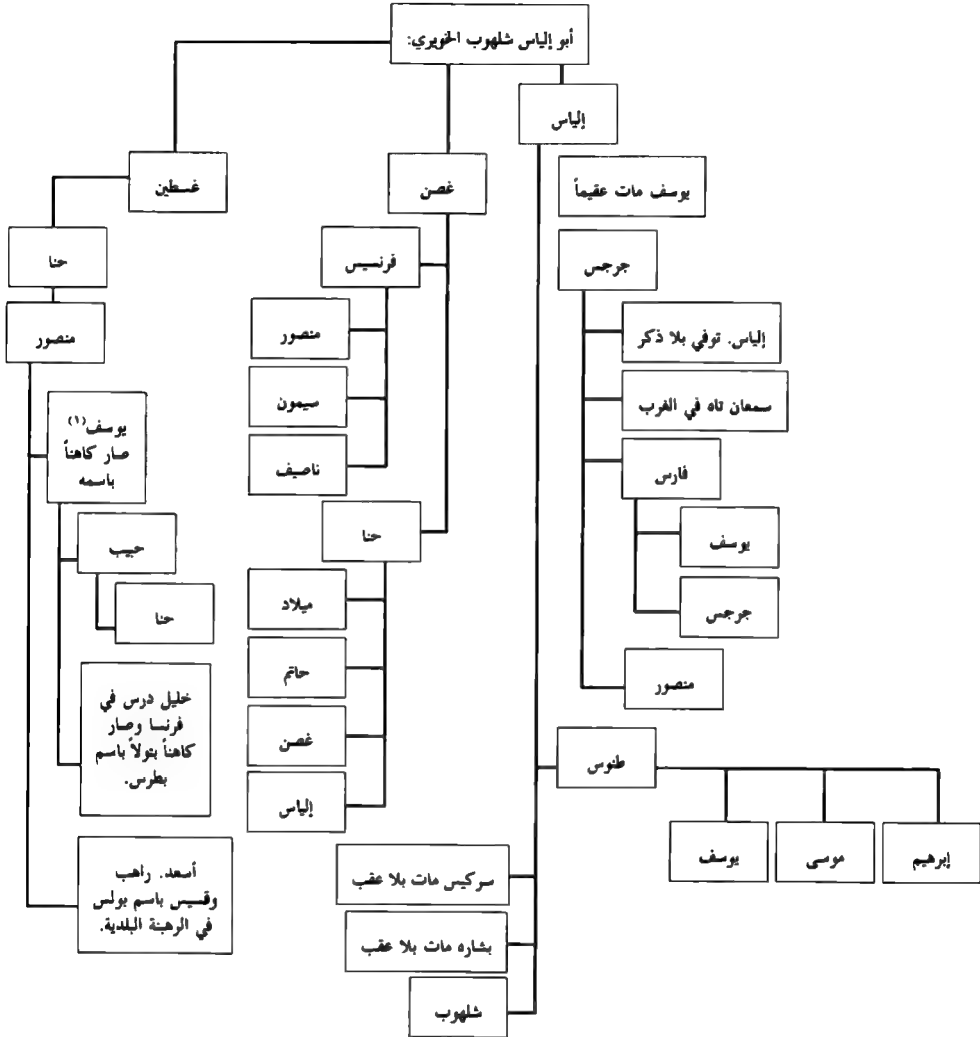 أبو إلياس شلهوب الخويري:
إلياس
يوسف مات عقيماً
جرجس
إلياس. توفي بلا ذكر
سمعان تاه في الغرب
فارس
يوسف
جرجس
منصور
طنوس
إبرهيم
موسى
يوسف
سركيس مات بلا عقب
بشاره مات بلا عقب
شلهوب
غصن
فرنسيس
منصور
سيمون
ناصيف
حنا
ميلاد
حاتم
غصن
إلياس
غسطين
حنا
منصور
يوسف(١)
صار كاهناً
باسمه
حبيب
حنا
خليل درس في
فرنسا وصار
كاهناً بتولاً باسم
بطرس.
أسعد. راهب
وقسيس باسم بولس
في الرهبنة البلدية.